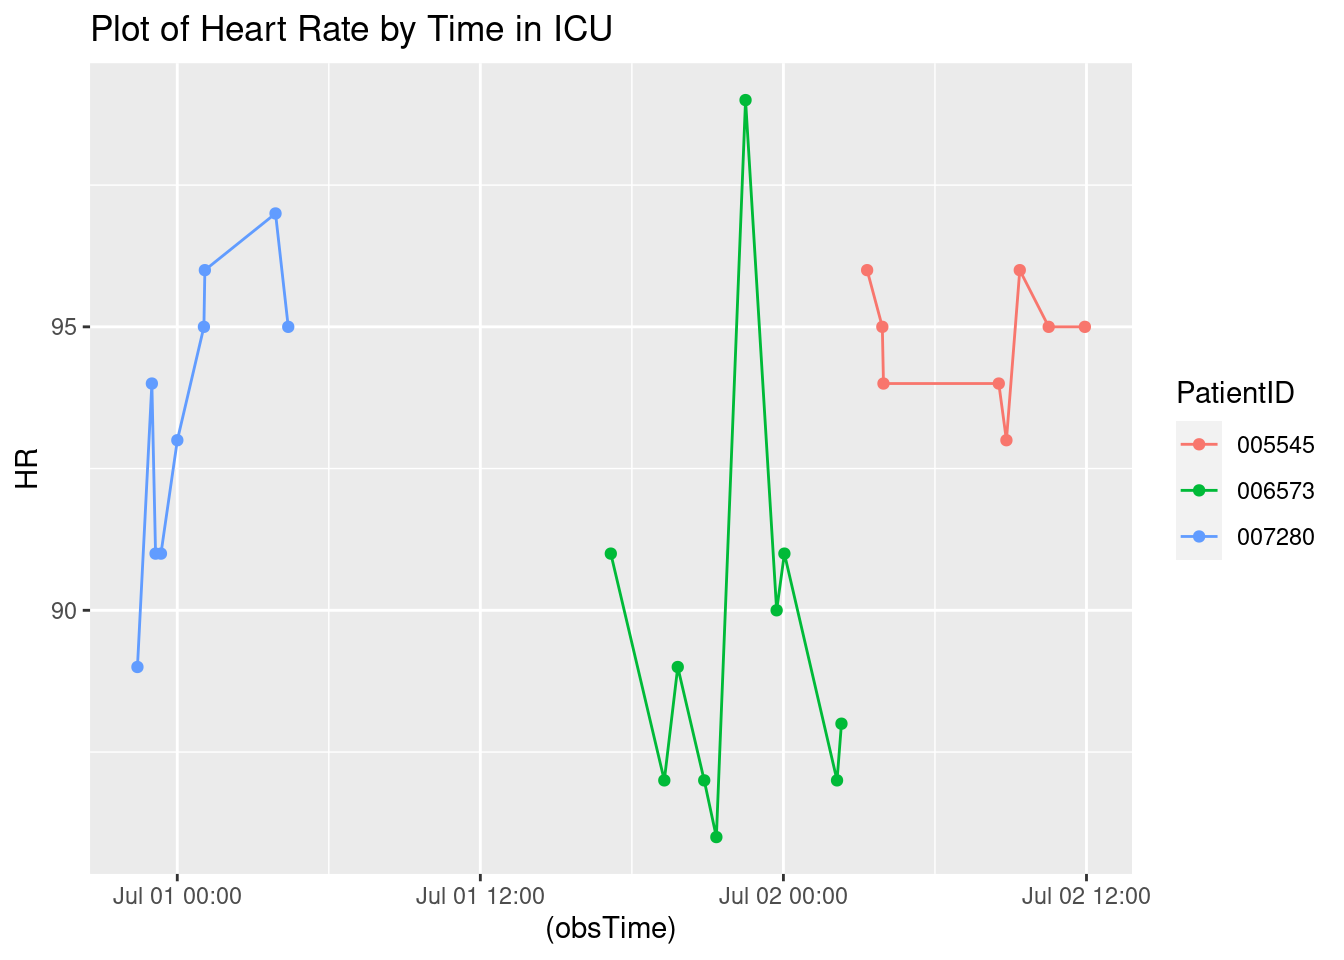 Plot of Heart Rate by Time in ICU
HR
95
90
Jul 01 00:00
Jul 01 12:00
Jul 02 00:00
Jul 02 12:00
(obsTime)
PatientID
005545
006573
007280